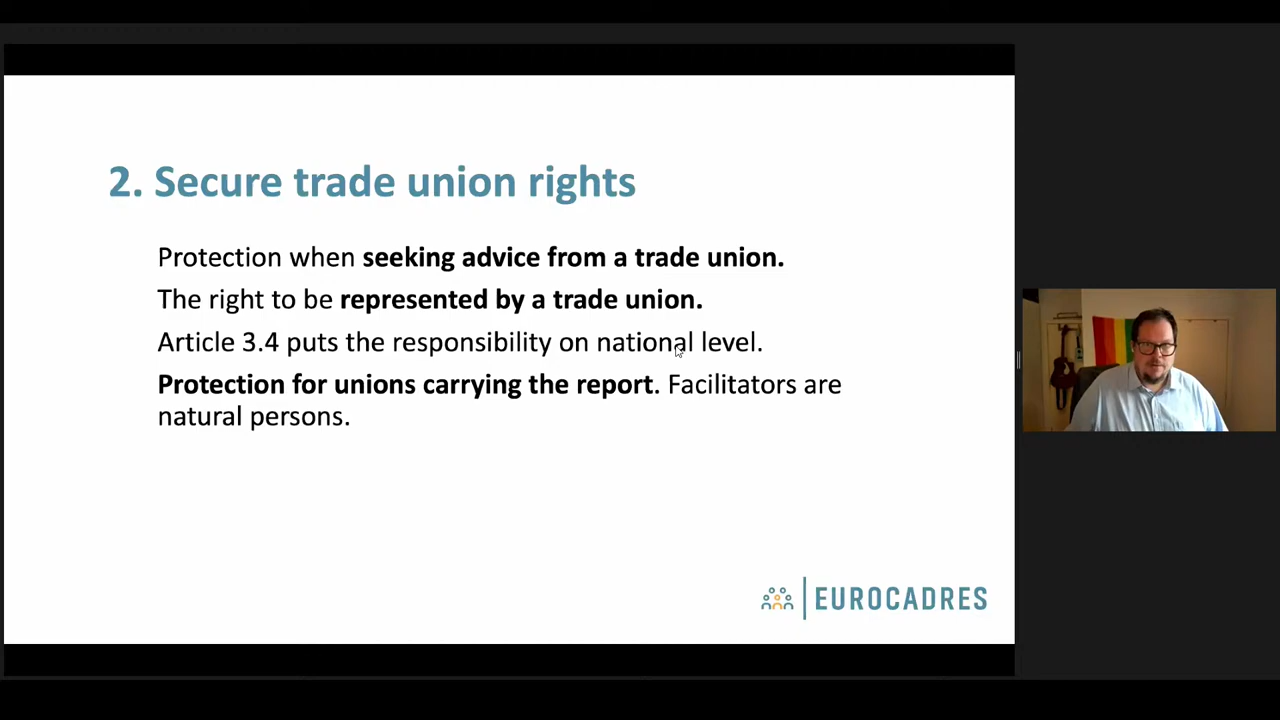 2. Secure trade union rights
Protection when seeking advice from a trade union.
The right to be represented by a trade union.
Article 3.4 puts the responsibility on national level.
Protection for unions carrying the report. Facilitators are
natural persons.
EUROCADRES